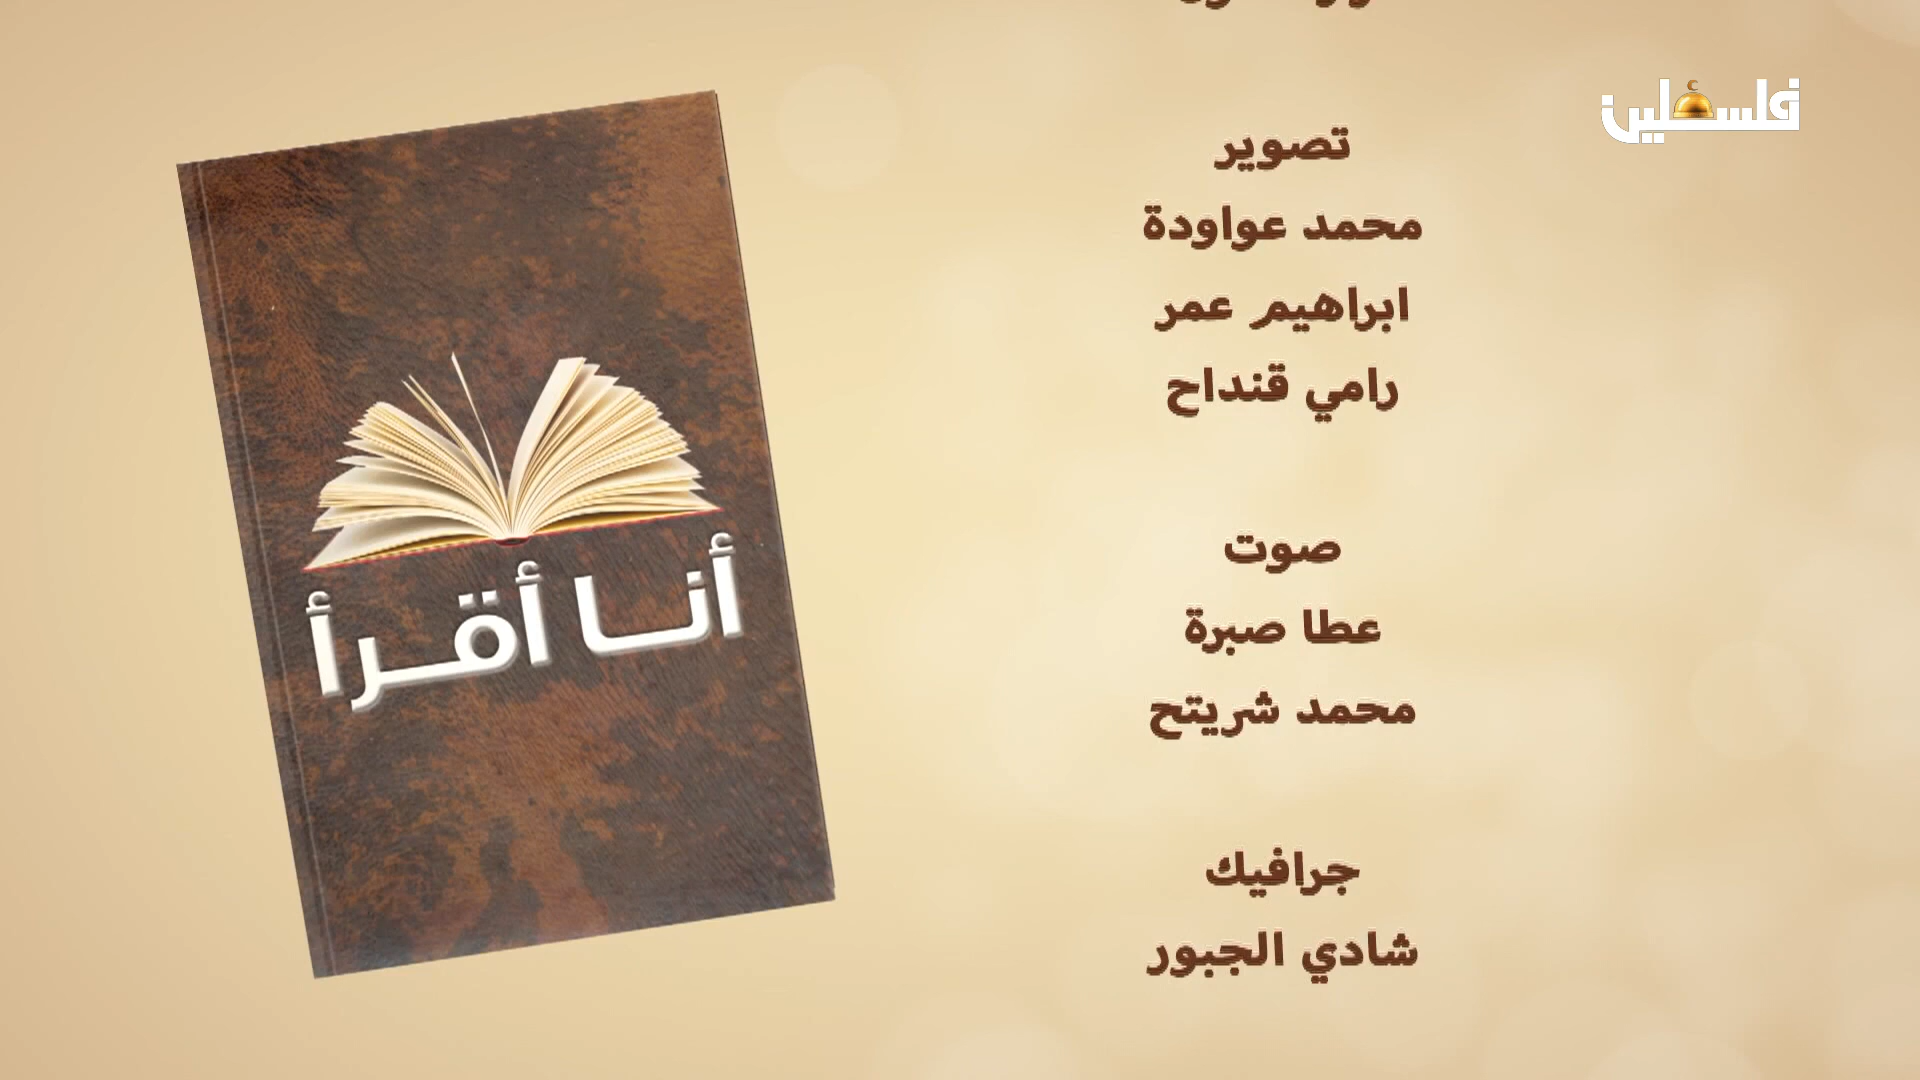 فلسطين
تصوير
محمد عواودة
ابراهيم عمر
رامي قنداح
صوت
عطا صبرة
محمد شريتح
جرافيك
شادي الجبور
أنا أقرأ